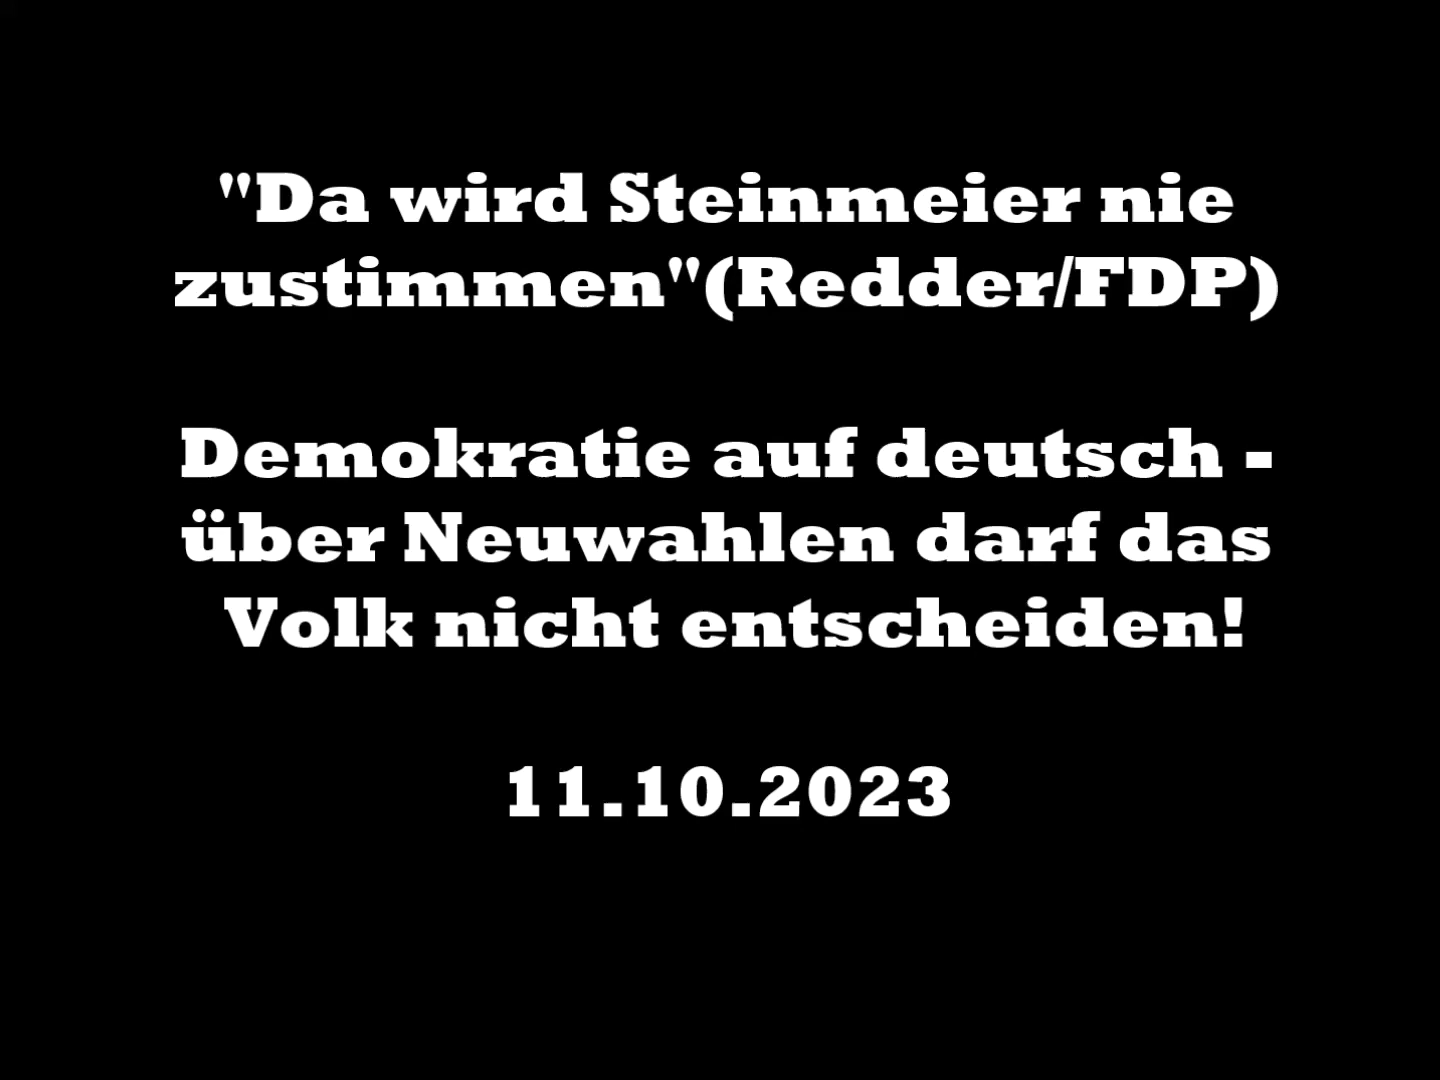 "Da wird Steinmeier nie
zustimmen"(Redder/FDP)
Demokratie auf deutsch -
über Neuwahlen darf das
Volk nicht entscheiden!
11.10.2023